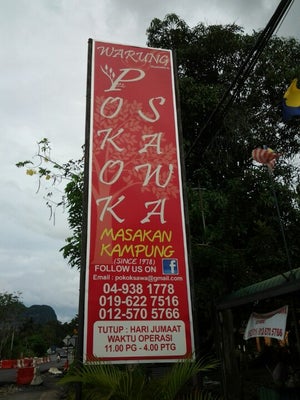 WARUNG
POKOK
SAWA
MASAKAN
KAMPUNG
(SINCE 1978)
FOLLOW US ON f
Email : pokoksawa@gmail.com
04-938 1778
019-622 7516
012-570 5766
TUTUP : HARI JUMAAT
WAKTU OPERASI
11.00 PG - 4.00 PTG